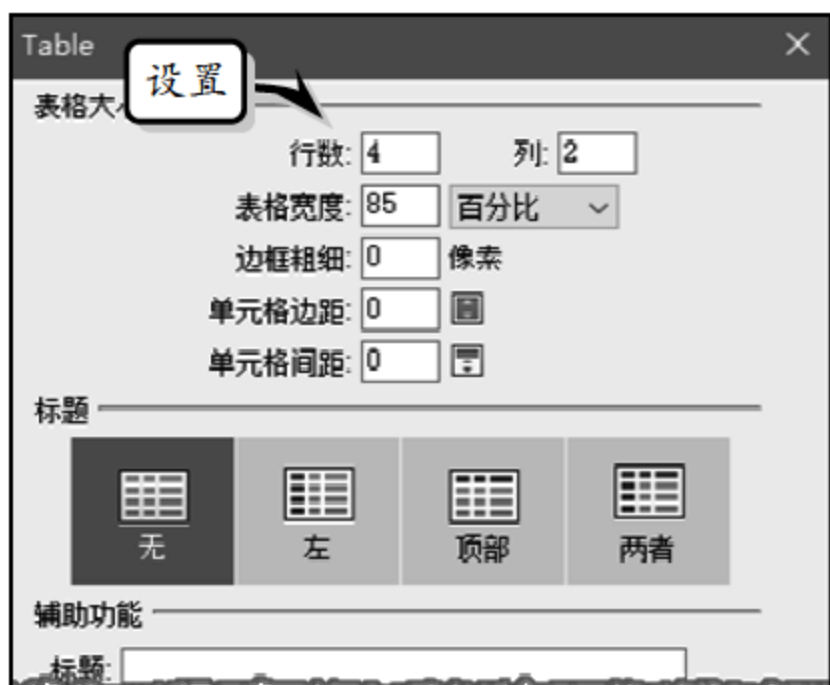 Table
设置
表格大小
行数: 4 列: 2
表格宽度: 85 百分比
边框粗细: 0 像素
单元格边距: 0
单元格间距: 0
标题
无 左 顶部 两者
辅助功能
标题: